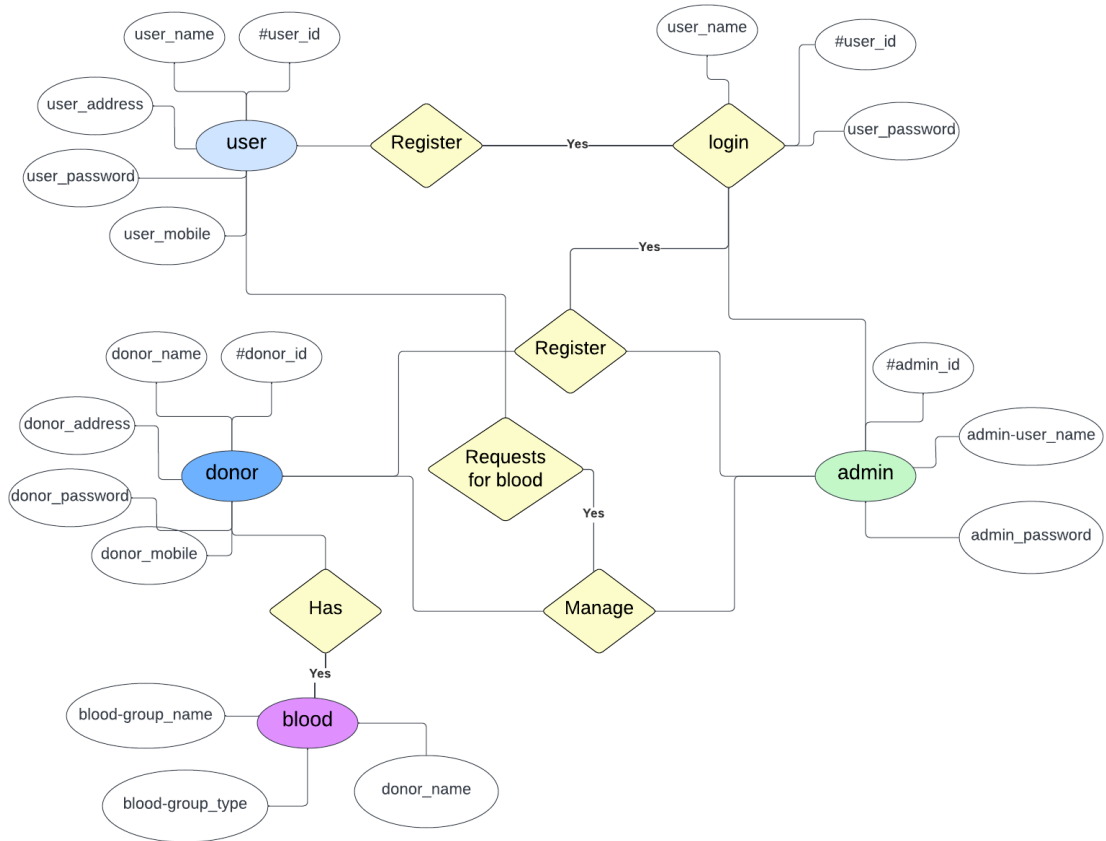 user_name
#user_id
user_name
#user_id
user_address
user_password
user
Register
Yes
login
user_password
user_mobile
Yes
donor_name
#donor_id
Register
#admin_id
donor_address
admin-user_name
donor
Requests
for blood
admin
donor_password
Yes
donor_mobile
admin_password
Has
Manage
Yes
blood-group_name
blood
blood-group_type
donor_name